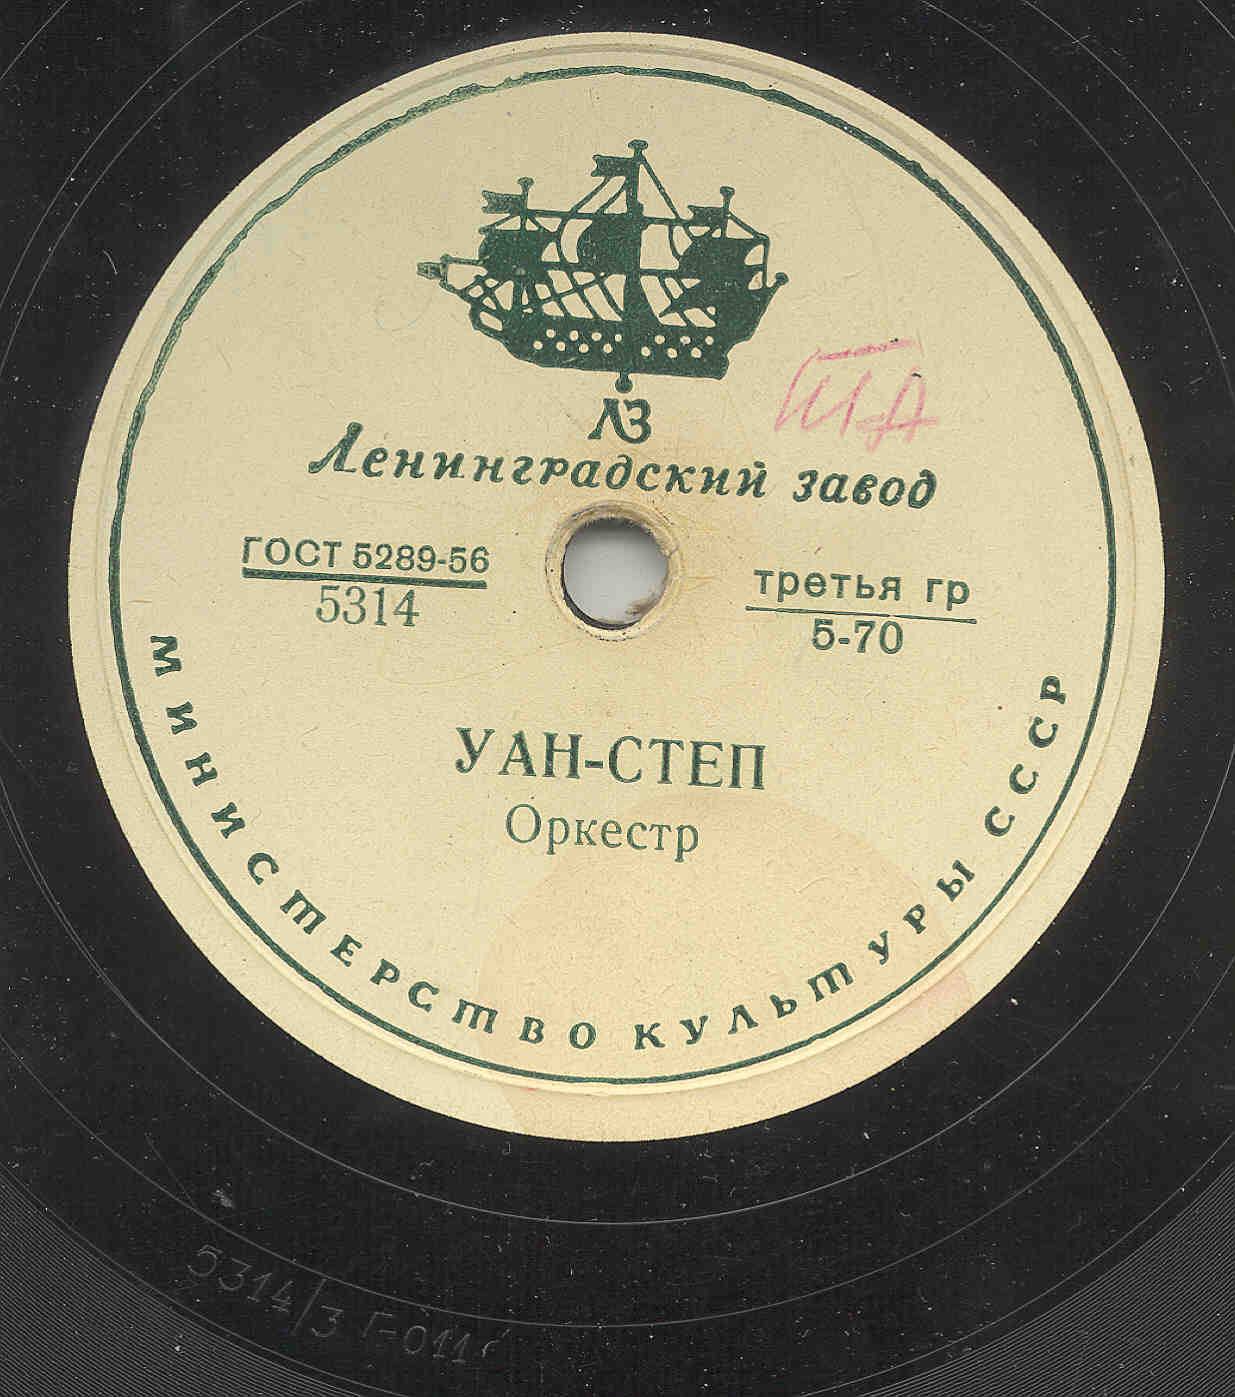 ЛЗ
Ленинградский завод
ГОСТ 5289-56
5314
третья гр
5-70
УАН-СТЕП
Оркестр
МИНИСТЕРСТВО КУЛЬТУРЫ СССР
5314/3 Г-011